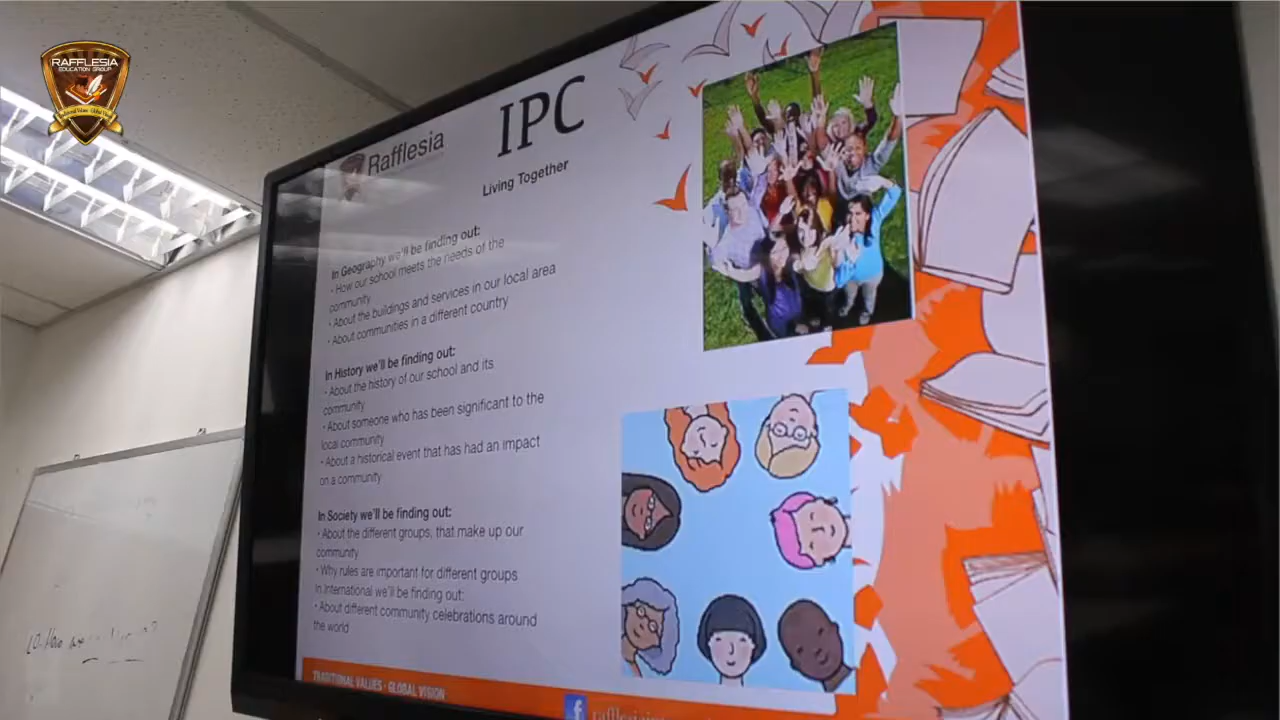 RAFFLESIA
EDUCATION GROUP
Rafflesia
IPC
Living Together
In Geography we'll be finding out:
• How our school meets the needs of the
community
• About the buildings and services in our local area
• About communities in a different country
In History we'll be finding out:
• About the history of our school and its
community
• About someone who has been significant to the
local community
• About a historical event that has had an impact
on a community
In Society we'll be finding out:
• About the different groups, that make up our
community
• Why rules are important for different groups
In International we'll be finding out:
• About different community celebrations around
the world
TRADITIONAL VALUES · GLOBAL VISION
f